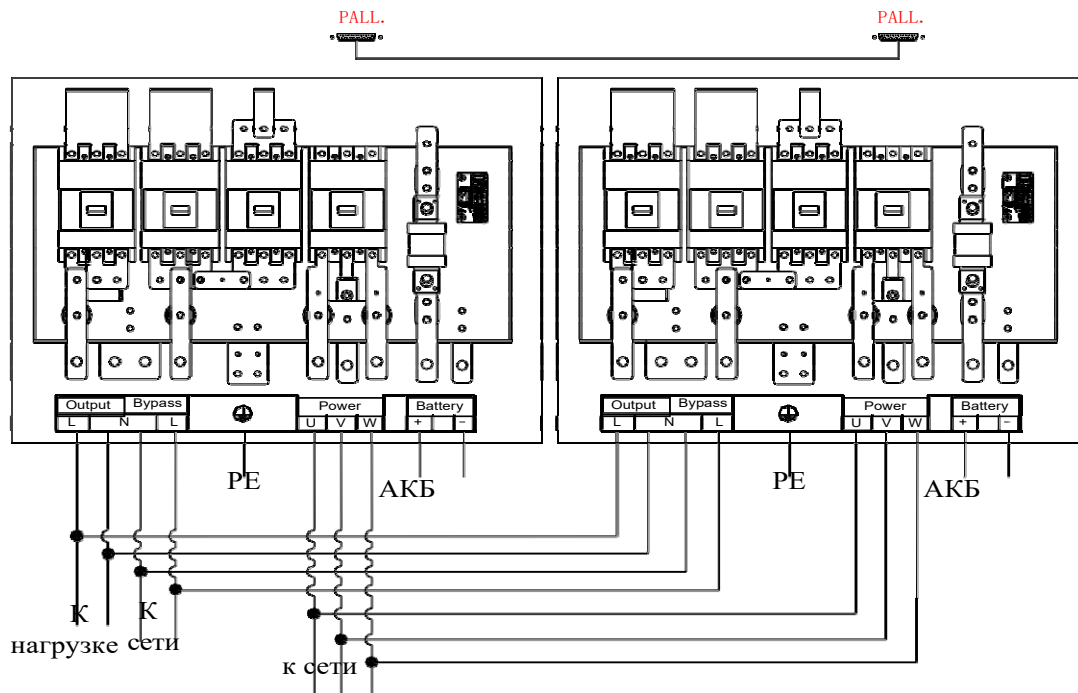 PALL. PALL.
Output Bypass Power Battery
L N L U V W + −
Output Bypass Power Battery
L N L U V W + −
PE АКБ
PE АКБ
К нагрузке
К сети
к сети